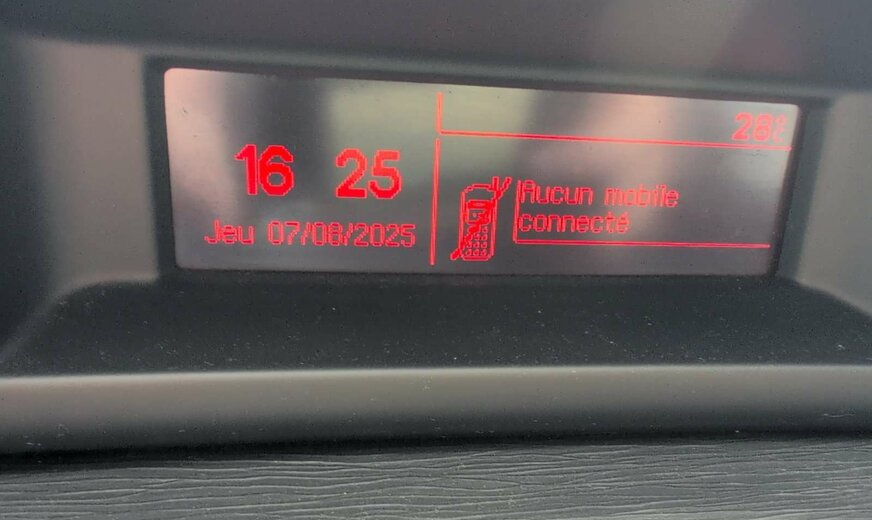 28°C
16 25
Jeu 07/08/2025
Aucun mobile
connecté